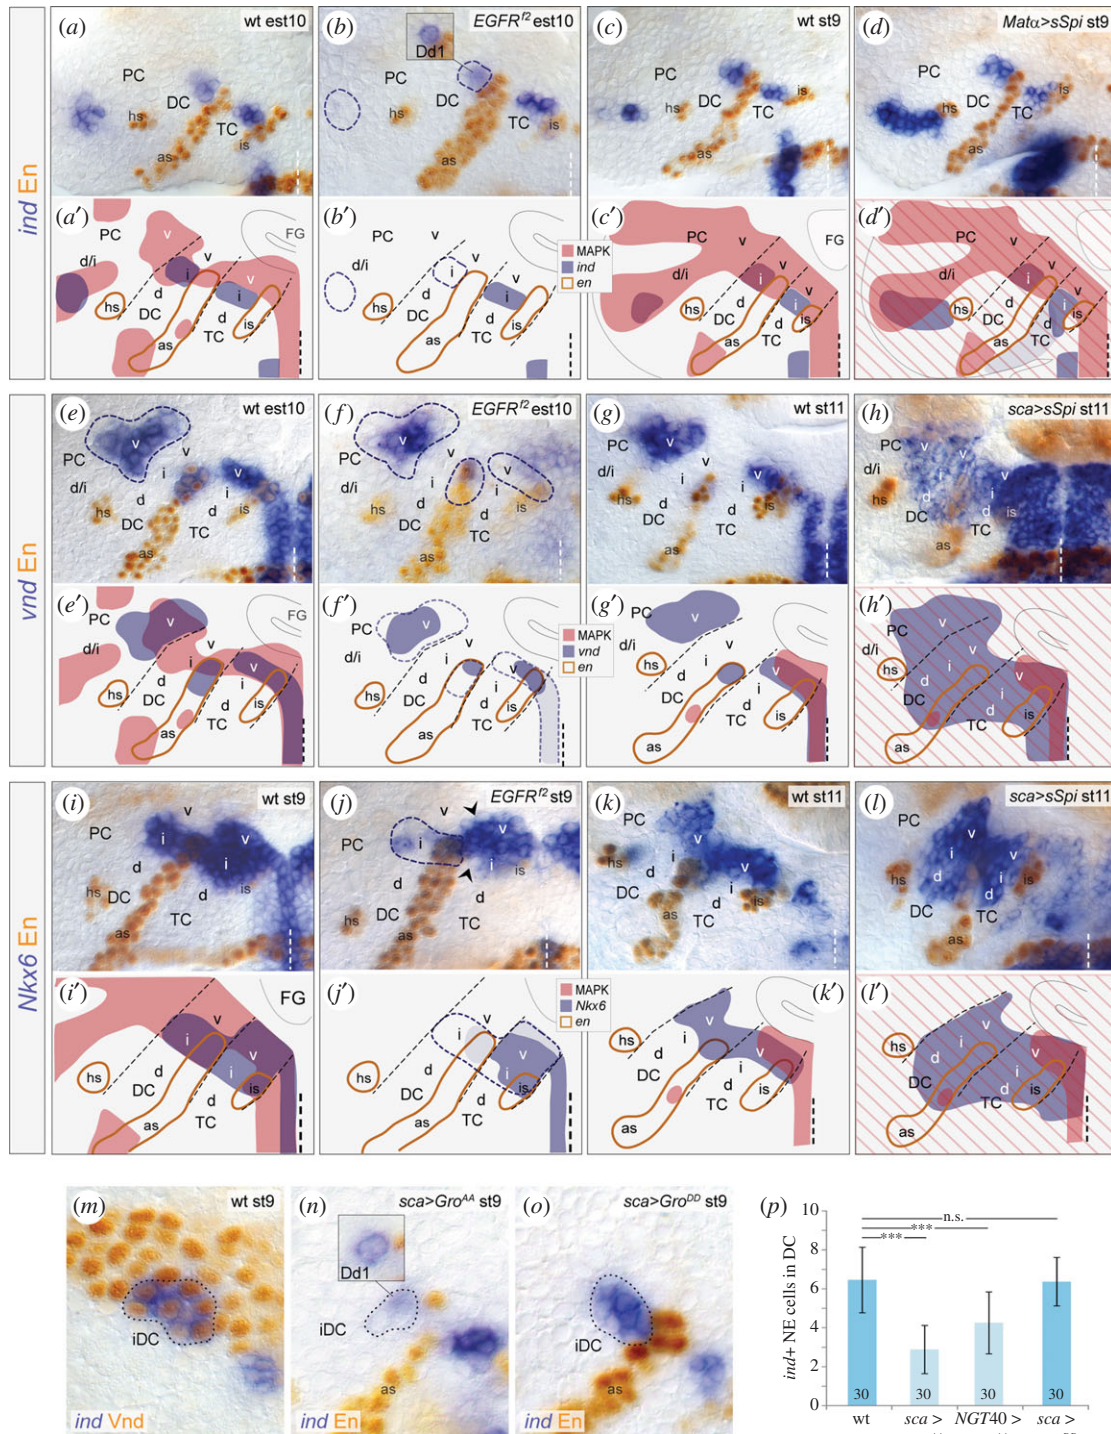 ind En
(a) wt est10
PC
DC
hs
TC
is
as
(b) EGFR^f2 est10
Dd1
PC
DC
hs
TC
is
as
(c) wt st9
PC
DC
hs
is
TC
as
(d) Matα>sSpi st9
PC
DC
hs
is
TC
as
(a′)
PC
v
FG
d/i
i
v
hs
d
DC
i
d
is
as
TC
(b′)
PC
v
d/i
i
v
hs
d
DC
i
d
is
as
TC
MAPK
ind
en
(c′)
PC
v
FG
d/i
i
v
hs
d
DC
i
d
is
as
TC
(d′)
PC
v
d/i
i
v
hs
d
DC
i
d
is
as
TC
vnd En
(e) wt est10
v
PC
v
i
v
d/i
d
i
hs
DC
d
is
TC
as
(f) EGFR^f2 est10
v
PC
v
i
v
d/i
d
i
hs
DC
d
is
TC
as
(g) wt st11
v
PC
v
i
v
d/i
d
i
hs
DC
d
is
TC
as
(h) sca>sSpi st11
v
PC
v
d/i
i
i
hs
d
d
is
DC
TC
as
(e′)
PC
v
FG
d/i
i
v
hs
d
DC
i
d
is
as
TC
(f′)
PC
v
v
d/i
i
v
hs
d
DC
i
d
is
as
TC
MAPK
vnd
en
(g′)
PC
v
v
d/i
i
v
hs
d
DC
i
d
is
as
TC
(h′)
PC
v
d/i
i
v
hs
d
DC
i
d
is
as
TC
Nkx6 En
(i) wt st9
v
PC
i
v
d
i
hs
d
is
DC
TC
as
(j) EGFR^f2 st9
v
PC
i
v
d
i
is
d
hs
DC
TC
as
(k) wt st11
PC
v
i
v
hs
d
i
DC
d
is
as
TC
(l) sca>sSpi st11
PC
v
v
hs
i
i
is
d
d
DC
TC
as
(i′)
FG
v
i
v
hs
d
i
DC
d
is
as
TC
(j′)
v
i
v
hs
d
i
DC
d
is
as
TC
MAPK
Nkx6
en
(k′)
v
hs
i
v
d
i
DC
d
is
as
TC
(l′)
v
hs
i
v
d
i
DC
d
is
as
TC
(m) wt st9
iDC
ind Vnd
(n) sca>Gro^AA st9
Dd1
iDC
as
ind En
(o) sca>Gro^DD st9
iDC
as
ind En
(p)
n.s.
***
***
ind+ NE cells in DC
10
8
6
4
2
0
30 30 30 30
wt sca > NGT40 > sca >